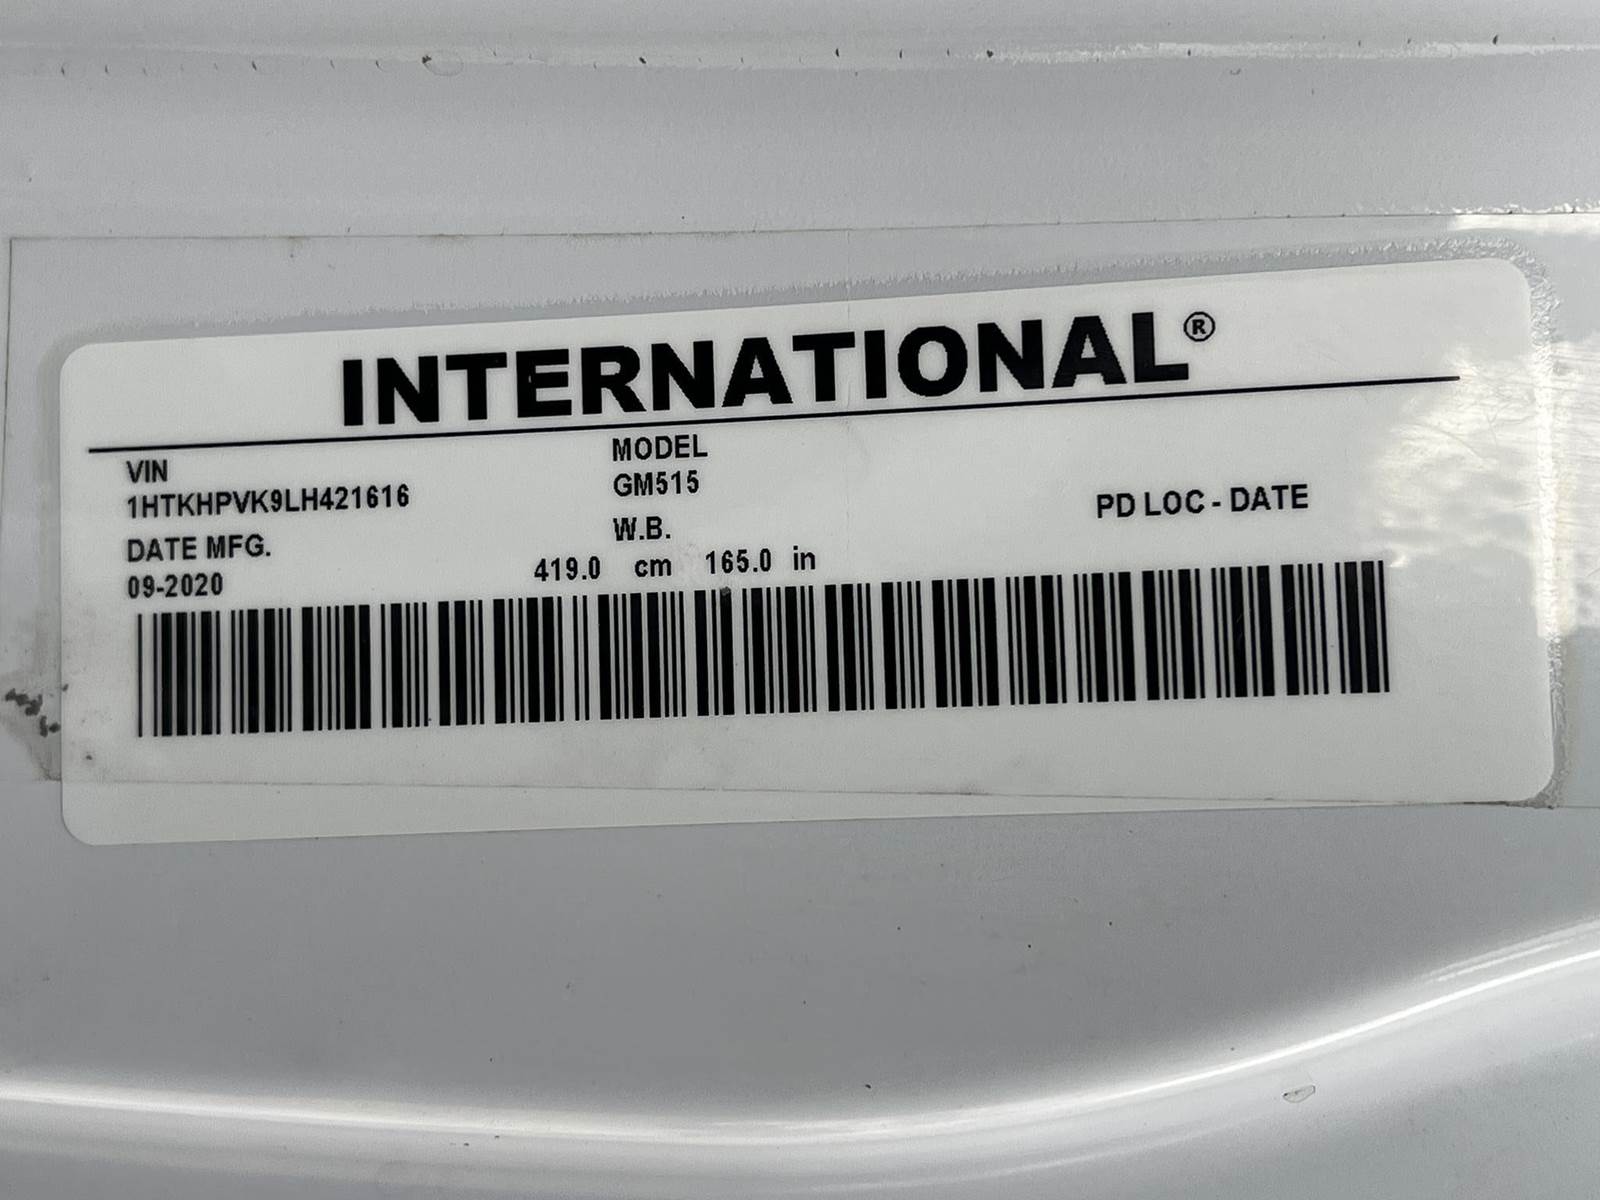 INTERNATIONAL®
VIN
1HTKHPVK9LH421616
MODEL
GM515
DATE MFG.
09-2020
W.B.
419.0 cm 165.0 in
PD LOC - DATE